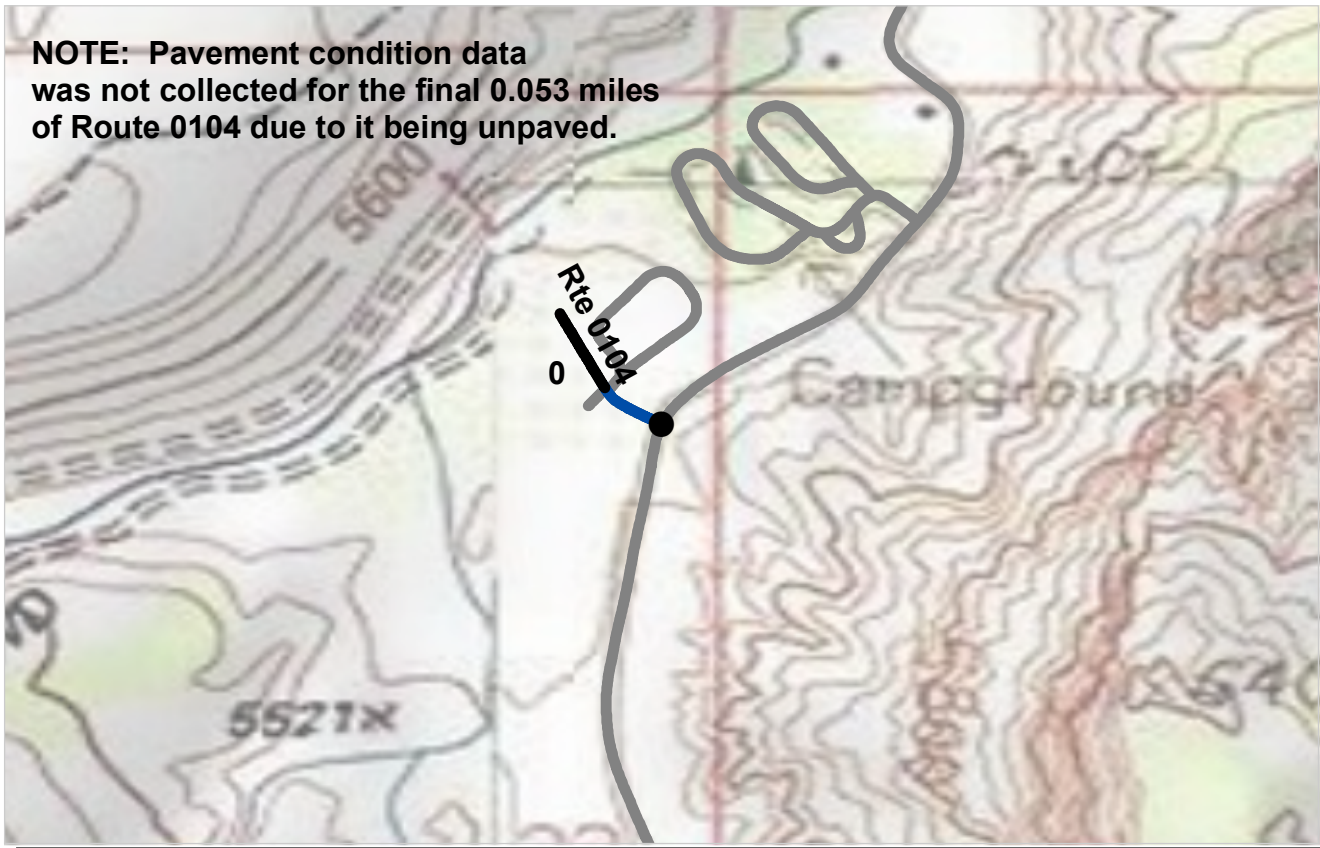 NOTE: Pavement condition data
was not collected for the final 0.053 miles
of Route 0104 due to it being unpaved.
5600
Rte 0104
0
Campground
5521